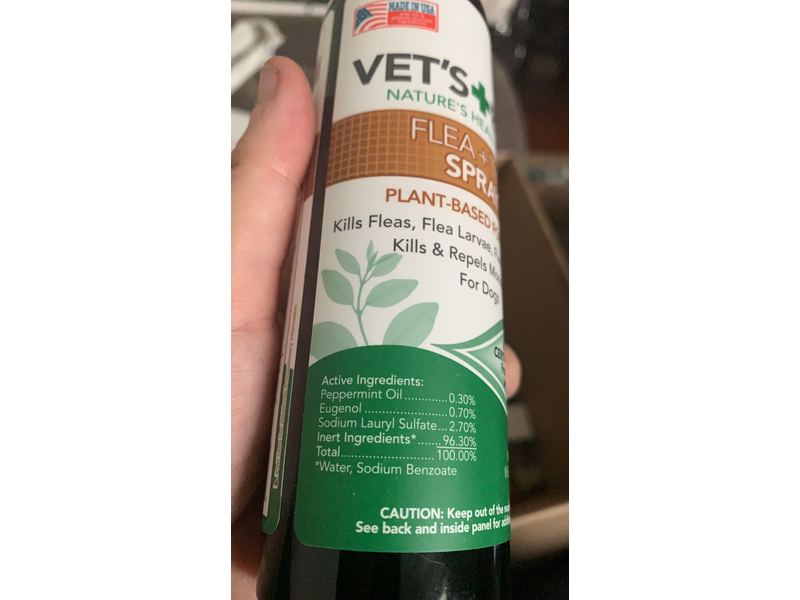 MADE IN USA
VET'S
NATURE'S
FLEA +
PLANT-BASED
Kills Fleas, Flea Larvae,
Kills & Repels
For Dogs
Active Ingredients:
Peppermint Oil.............0.30%
Eugenol.........................0.70%
Sodium Lauryl Sulfate...2.70%
Inert Ingredients*....... 96.30%
Total............................100.00%
*Water, Sodium Benzoate
CAUTION: Keep out of the
See back and inside panel for